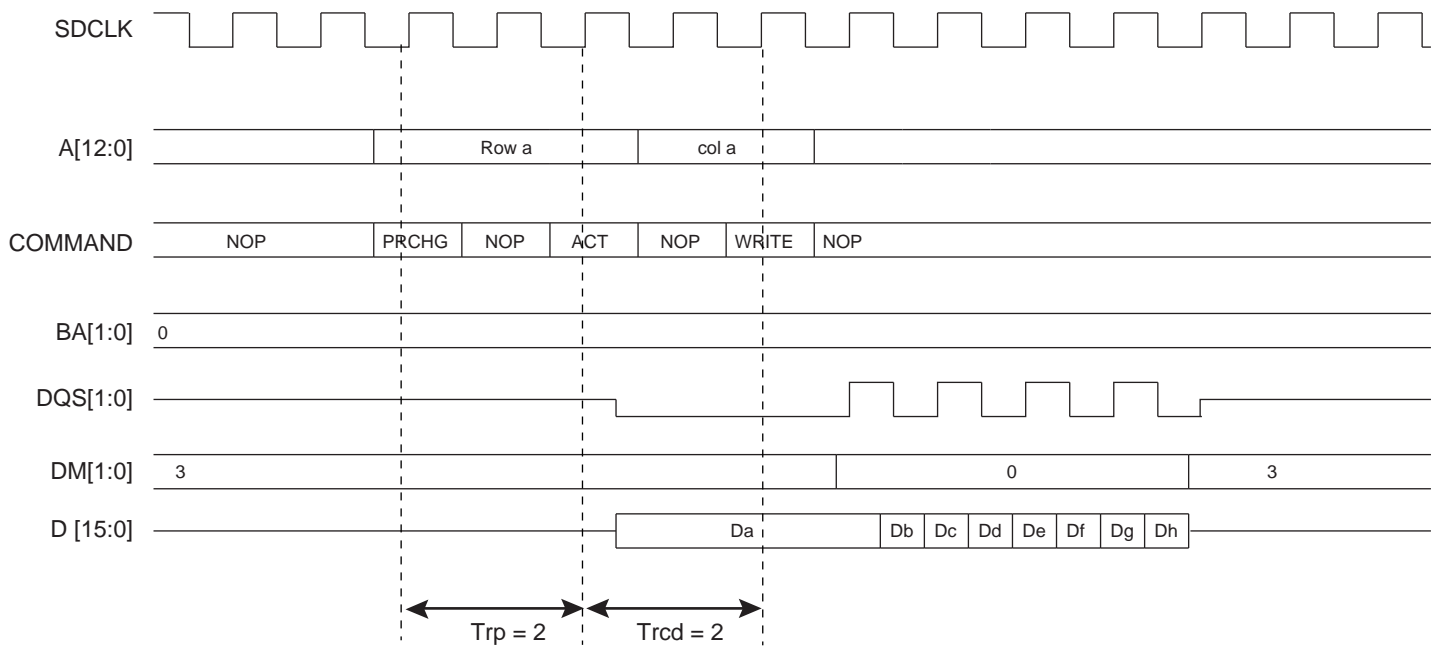 SDCLK
A[12:0] Row a col a
COMMAND NOP PRCHG NOP ACT NOP WRITE NOP
BA[1:0] 0
DQS[1:0]
DM[1:0] 3 0 3
D [15:0] Da Db Dc Dd De Df Dg Dh
Trp = 2 Trcd = 2